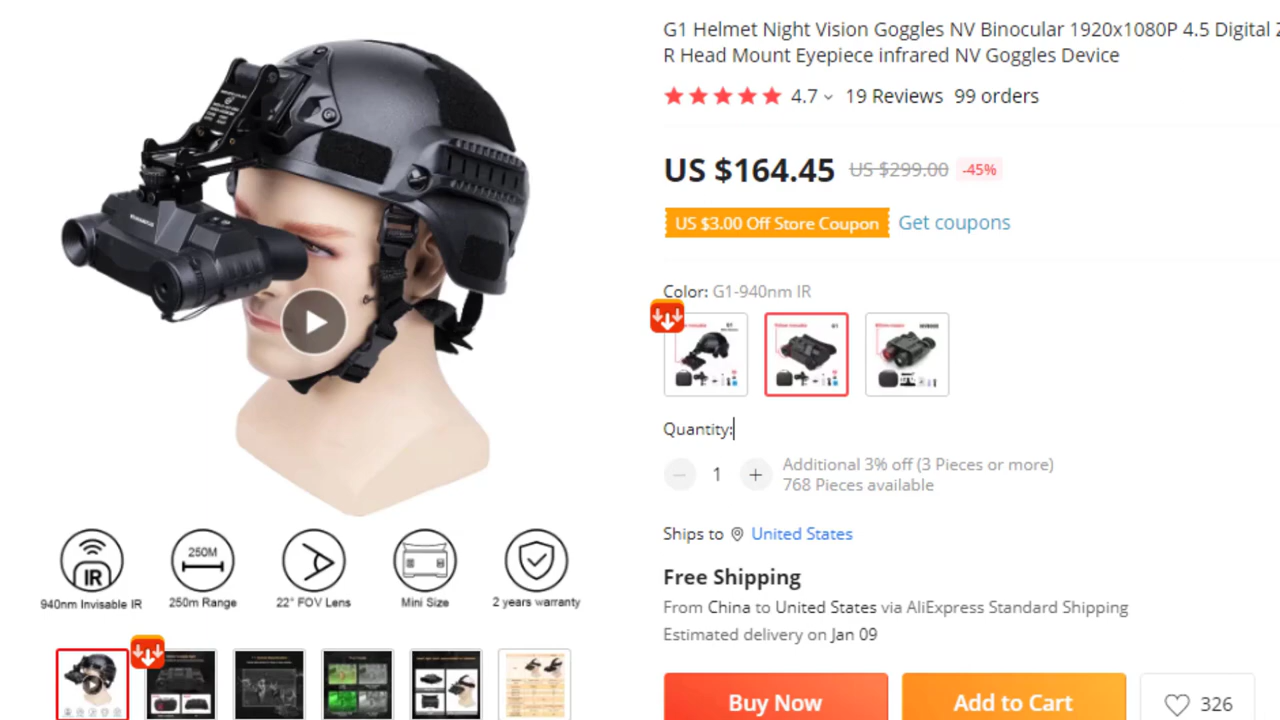 G1 Helmet Night Vision Goggles NV Binocular 1920x1080P 4.5 Digital
R Head Mount Eyepiece infrared NV Goggles Device
4.7 19 Reviews 99 orders
US $164.45 US $299.00 -45%
US $3.00 Off Store Coupon Get coupons
Color: G1-940nm IR
Quantity:
1
Additional 3% off (3 Pieces or more)
768 Pieces available
Ships to United States
Free Shipping
From China to United States via AliExpress Standard Shipping
Estimated delivery on Jan 09
Buy Now
Add to Cart
326
IR
250M
940nm Invisable IR
250m Range
22° FOV Lens
Mini Size
2 years warranty